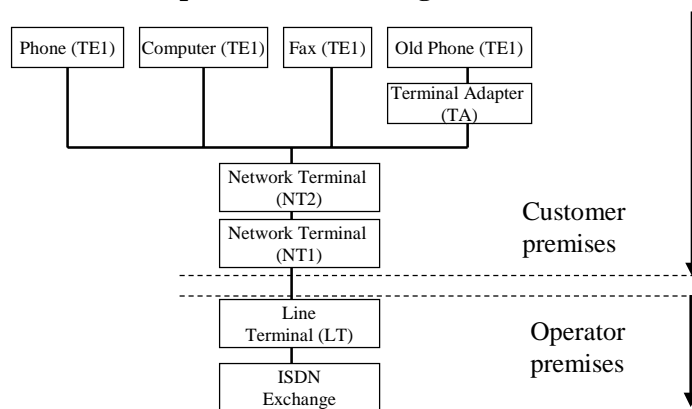 Phone (TE1)
Computer (TE1)
Fax (TE1)
Old Phone (TE1)
Terminal Adapter
(TA)
Network Terminal
(NT2)
Network Terminal
(NT1)
Customer
premises
Line
Terminal (LT)
Operator
premises
ISDN
Exchange